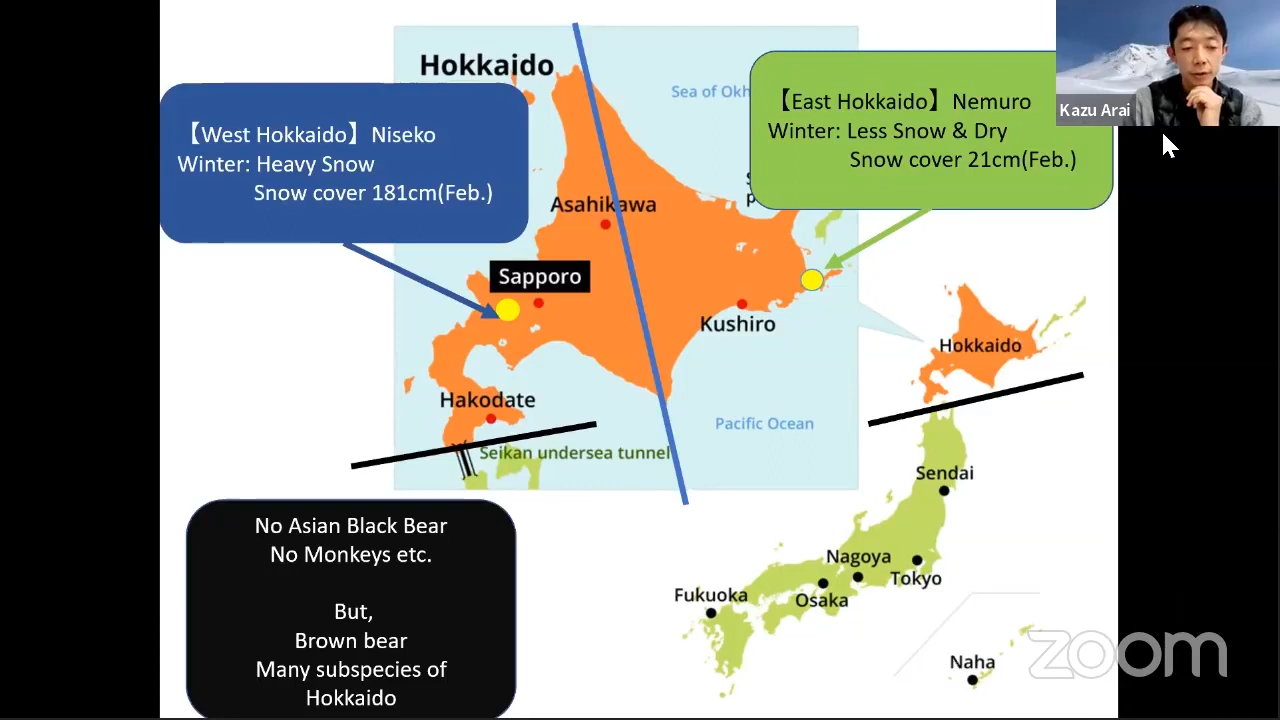 Hokkaido
Sea of Okh
【West Hokkaido】Niseko
Winter: Heavy Snow
Snow cover 181cm(Feb.)
【East Hokkaido】Nemuro
Winter: Less Snow & Dry
Snow cover 21cm(Feb.)
Kazu Arai
Asahikawa
Sapporo
Kushiro
Hakodate
Pacific Ocean
Seikan undersea tunnel
Hokkaido
Sendai
Nagoya
Tokyo
Osaka
Fukuoka
Naha
No Asian Black Bear
No Monkeys etc.
But,
Brown bear
Many subspecies of
Hokkaido
zoom